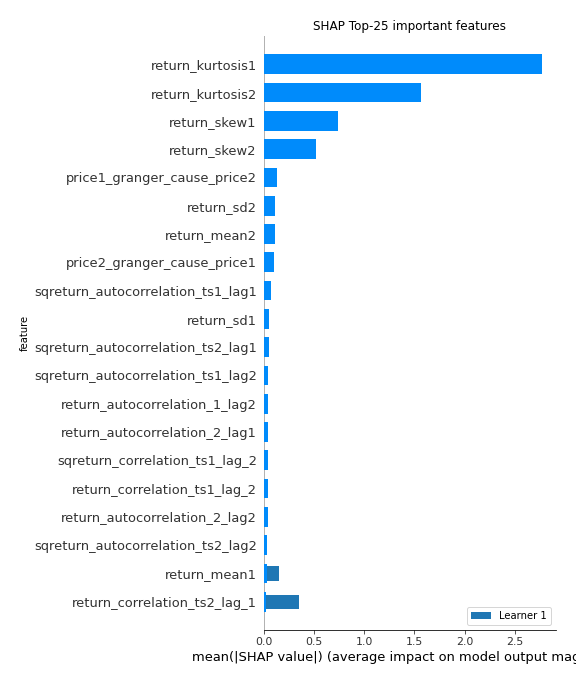 SHAP Top-25 important features
return_kurtosis1
return_kurtosis2
return_skew1
return_skew2
price1_granger_cause_price2
return_sd2
return_mean2
price2_granger_cause_price1
sqreturn_autocorrelation_ts1_lag1
return_sd1
feature
sqreturn_autocorrelation_ts2_lag1
sqreturn_autocorrelation_ts1_lag2
return_autocorrelation_1_lag2
return_autocorrelation_2_lag1
sqreturn_correlation_ts1_lag_2
return_correlation_ts1_lag_2
return_autocorrelation_2_lag2
sqreturn_autocorrelation_ts2_lag2
return_mean1
return_correlation_ts2_lag_1
Learner 1
0.0 0.5 1.0 1.5 2.0 2.5
mean(|SHAP value|) (average impact on model output mag